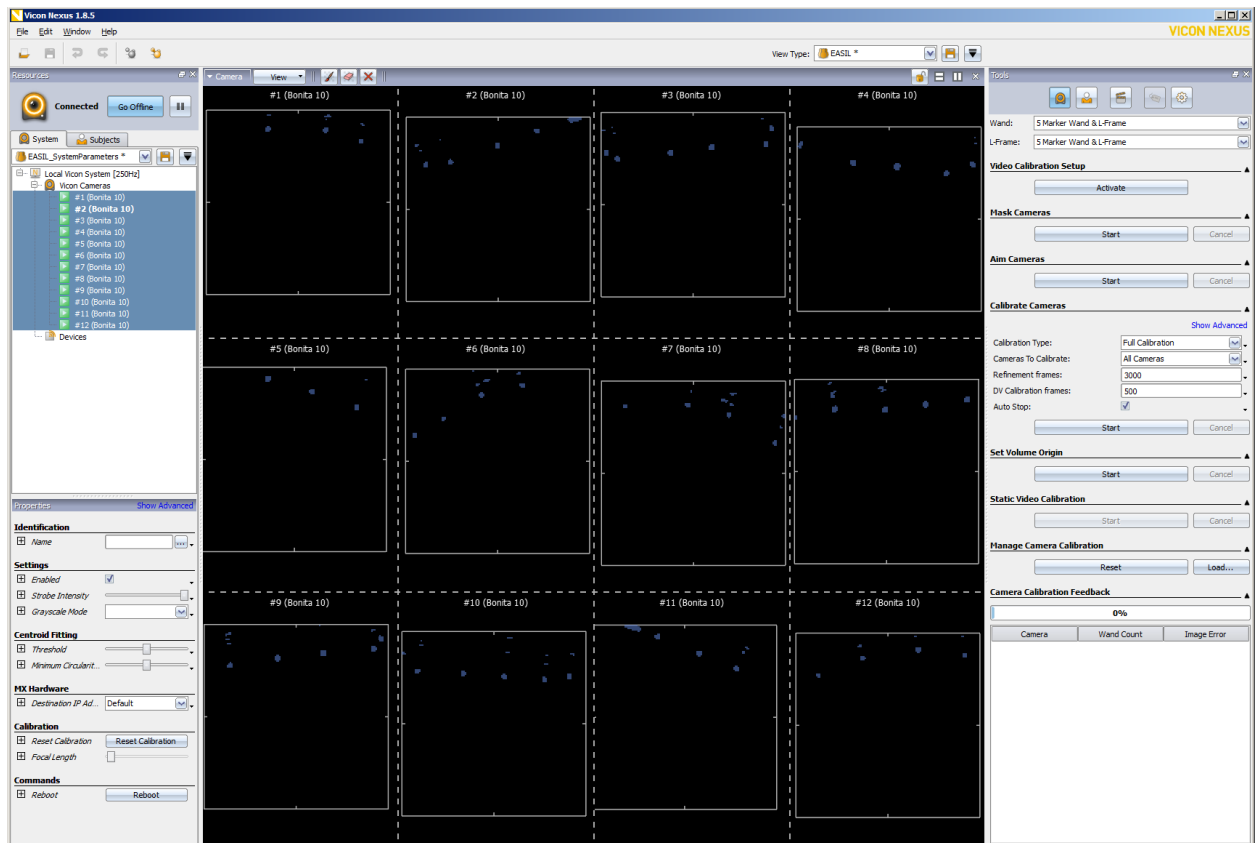 Vicon Nexus 1.8.5
File Edit Window Help
VICON NEXUS
View Type: EASIL *
Resources
Connected Go Offline
System Subjects
EASIL_SystemParameters *
Local Vicon System [250Hz]
Vicon Cameras
#1 (Bonita 10)
#2 (Bonita 10)
#3 (Bonita 10)
#4 (Bonita 10)
#5 (Bonita 10)
#6 (Bonita 10)
#7 (Bonita 10)
#8 (Bonita 10)
#9 (Bonita 10)
#10 (Bonita 10)
#11 (Bonita 10)
#12 (Bonita 10)
Devices
Properties Show Advanced
Identification
Name ...
Settings
Enabled
Strobe Intensity
Grayscale Mode
Centroid Fitting
Threshold
Minimum Circularit...
MX Hardware
Destination IP Ad... Default
Calibration
Reset Calibration Reset Calibration
Focal Length
Commands
Reboot Reboot
Camera View
#1 (Bonita 10) #2 (Bonita 10) #3 (Bonita 10) #4 (Bonita 10)
#5 (Bonita 10) #6 (Bonita 10) #7 (Bonita 10) #8 (Bonita 10)
#9 (Bonita 10) #10 (Bonita 10) #11 (Bonita 10) #12 (Bonita 10)
Tools
Wand: 5 Marker Wand & L-Frame
L-Frame: 5 Marker Wand & L-Frame
Video Calibration Setup
Activate
Mask Cameras
Start Cancel
Aim Cameras
Start Cancel
Calibrate Cameras
Show Advanced
Calibration Type: Full Calibration
Cameras To Calibrate: All Cameras
Refinement frames: 3000
DV Calibration frames: 500
Auto Stop:
Start Cancel
Set Volume Origin
Start Cancel
Static Video Calibration
Start Cancel
Manage Camera Calibration
Reset Load...
Camera Calibration Feedback
0%
Camera Wand Count Image Error